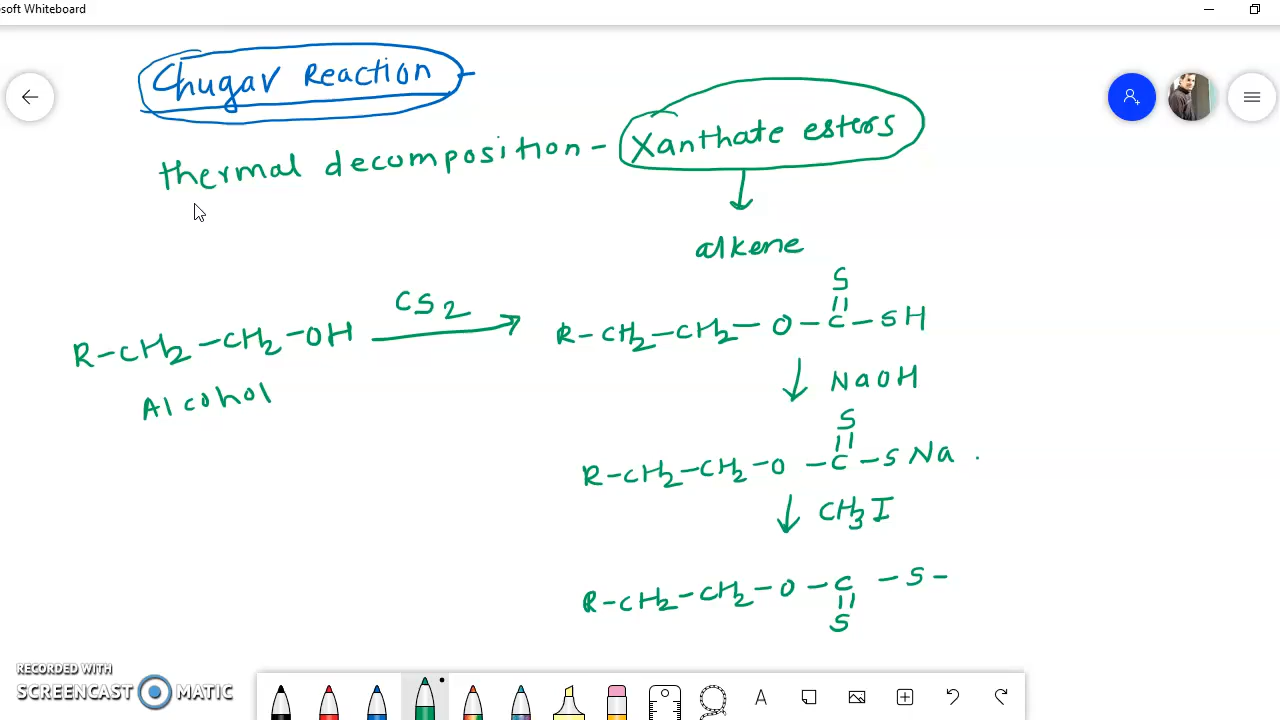 soft Whiteboard
Chugav Reaction -
thermal decomposition - Xanthate esters
alkene
R-CH2-CH2-OH CS2 R-CH2-CH2-O-C-SH
S
Alcohol
NaOH
S
R-CH2-CH2-O-C-SNa .
CH3I
R-CH2-CH2-O-C-S-
S
RECORDED WITH
SCREENCAST MATIC
A